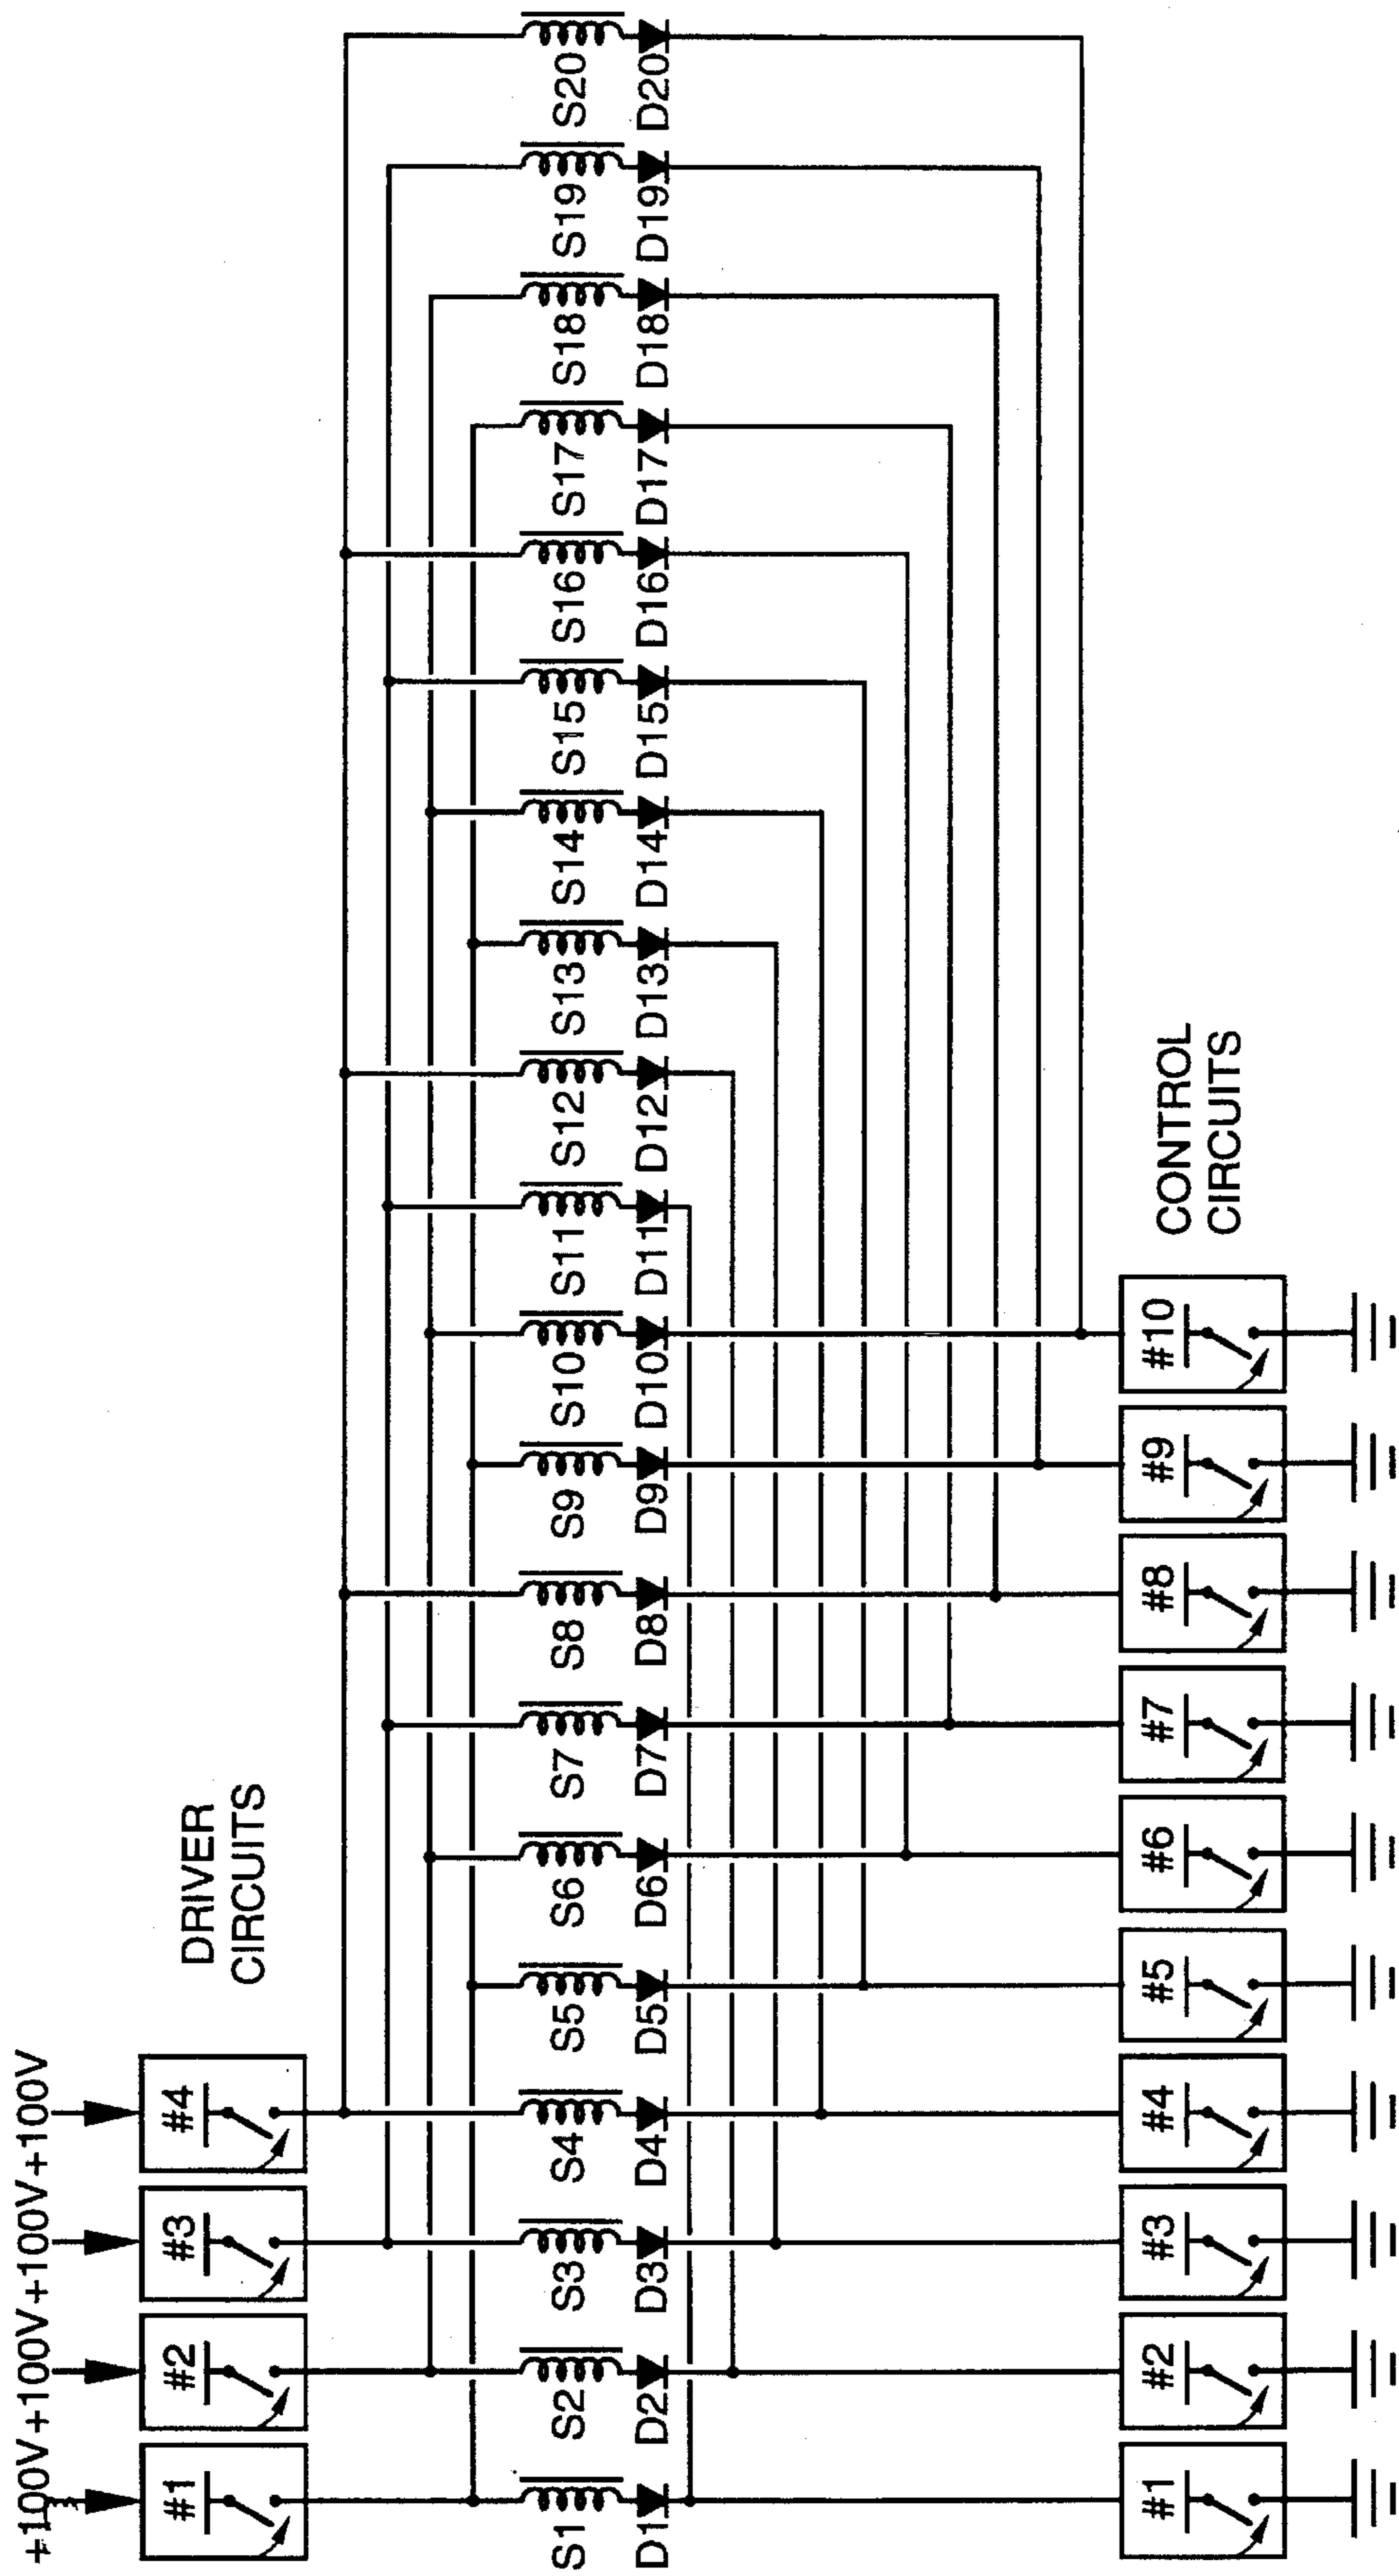 +100V +100V +100V +100V
DRIVER
CIRCUITS
#1 #2 #3 #4
S1 S2 S3 S4 S5 S6 S7 S8 S9 S10 S11 S12 S13 S14 S15 S16 S17 S18 S19 S20
D1 D2 D3 D4 D5 D6 D7 D8 D9 D10 D11 D12 D13 D14 D15 D16 D17 D18 D19 D20
#1 #2 #3 #4 #5 #6 #7 #8 #9 #10
CONTROL
CIRCUITS